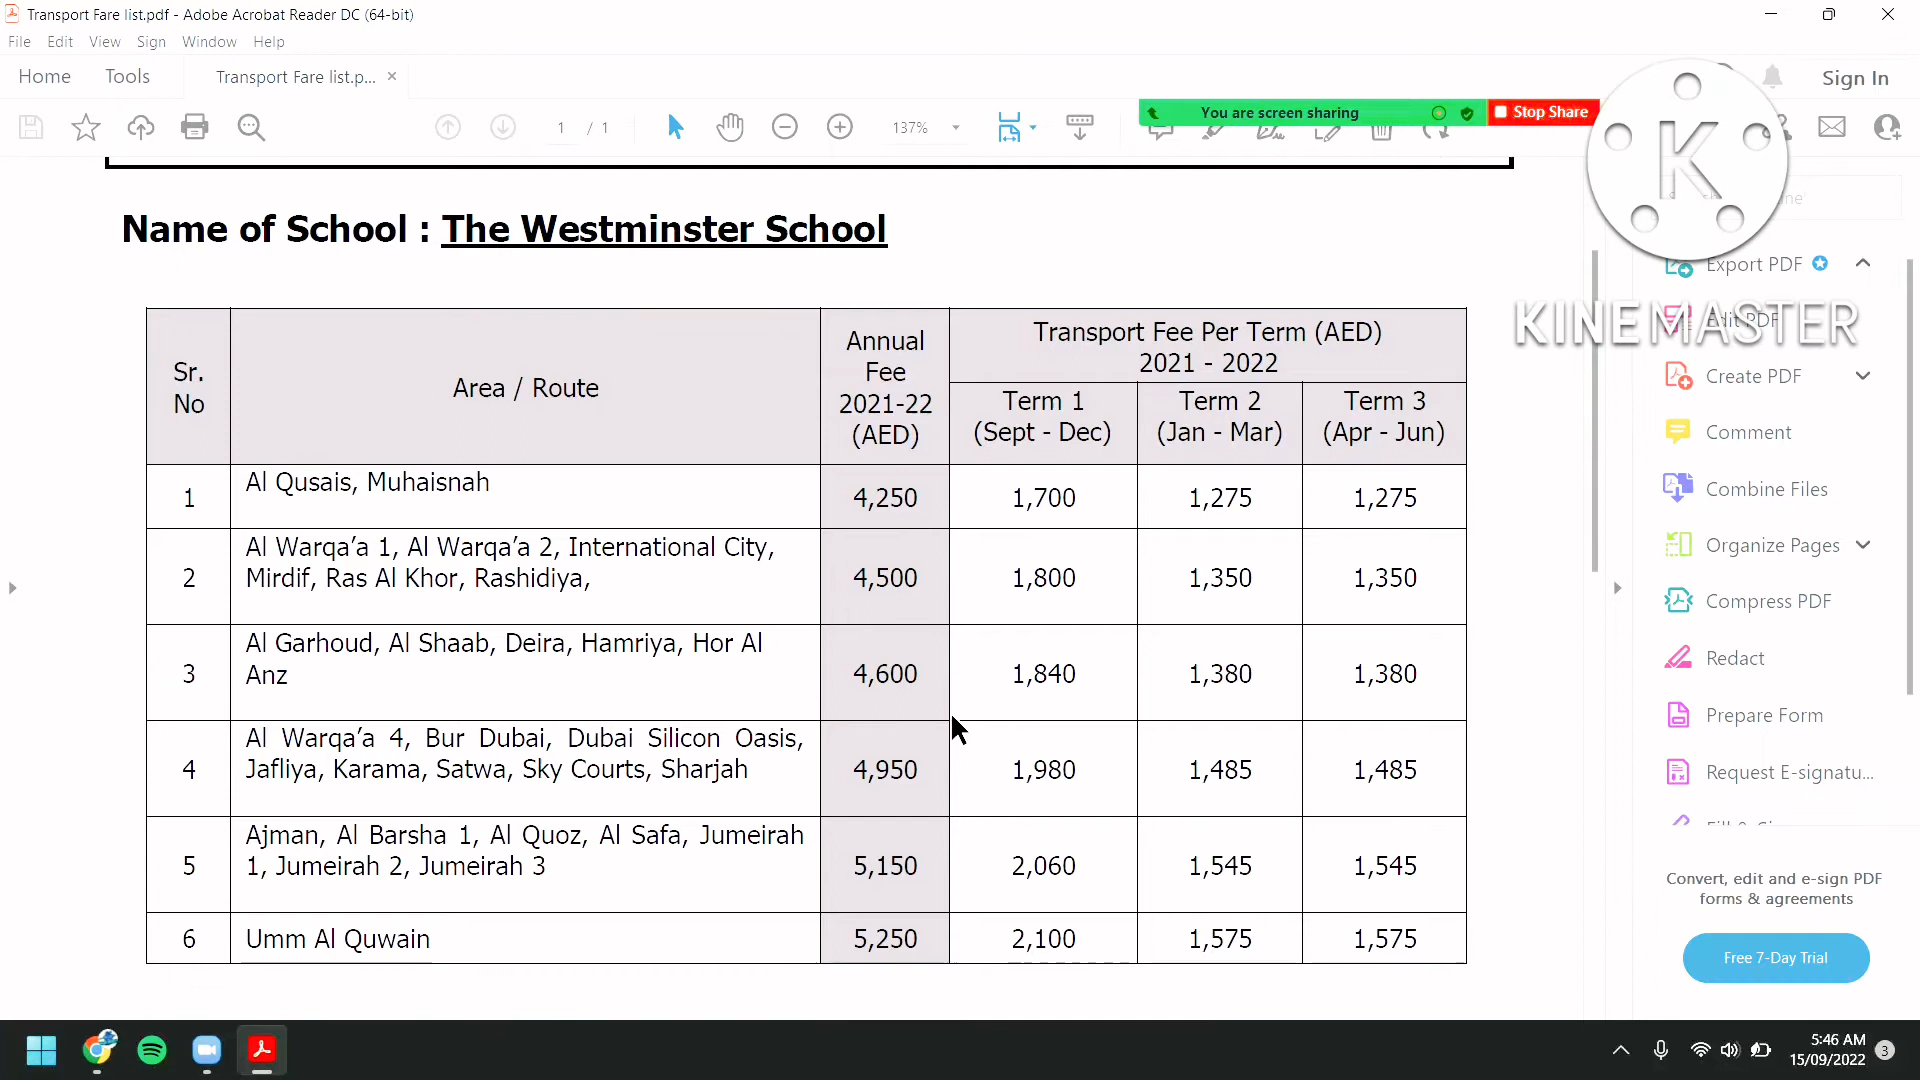 Transport Fare list.pdf - Adobe Acrobat Reader DC (64-bit)
File Edit View Sign Window Help
Home Tools Transport Fare list.p... × Sign In
1 / 1 137% You are screen sharing Stop Share
K
KINEMASTER
Name of School : The Westminster School
Sr. No
Area / Route
Annual Fee 2021-22 (AED)
Transport Fee Per Term (AED)
2021 - 2022
Term 1 (Sept - Dec)
Term 2 (Jan - Mar)
Term 3 (Apr - Jun)
1 Al Qusais, Muhaisnah 4,250 1,700 1,275 1,275
2 Al Warqa’a 1, Al Warqa’a 2, International City,
Mirdif, Ras Al Khor, Rashidiya, 4,500 1,800 1,350 1,350
3 Al Garhoud, Al Shaab, Deira, Hamriya, Hor Al
Anz 4,600 1,840 1,380 1,380
4 Al Warqa’a 4, Bur Dubai, Dubai Silicon Oasis,
Jafliya, Karama, Satwa, Sky Courts, Sharjah 4,950 1,980 1,485 1,485
5 Ajman, Al Barsha 1, Al Quoz, Al Safa, Jumeirah
1, Jumeirah 2, Jumeirah 3 5,150 2,060 1,545 1,545
6 Umm Al Quwain 5,250 2,100 1,575 1,575
Export PDF
Edit PDF
Create PDF
Comment
Combine Files
Organize Pages
Compress PDF
Redact
Prepare Form
Request E-signatu...
Convert, edit and e-sign PDF
forms & agreements
Free 7-Day Trial
5:46 AM
15/09/2022 3